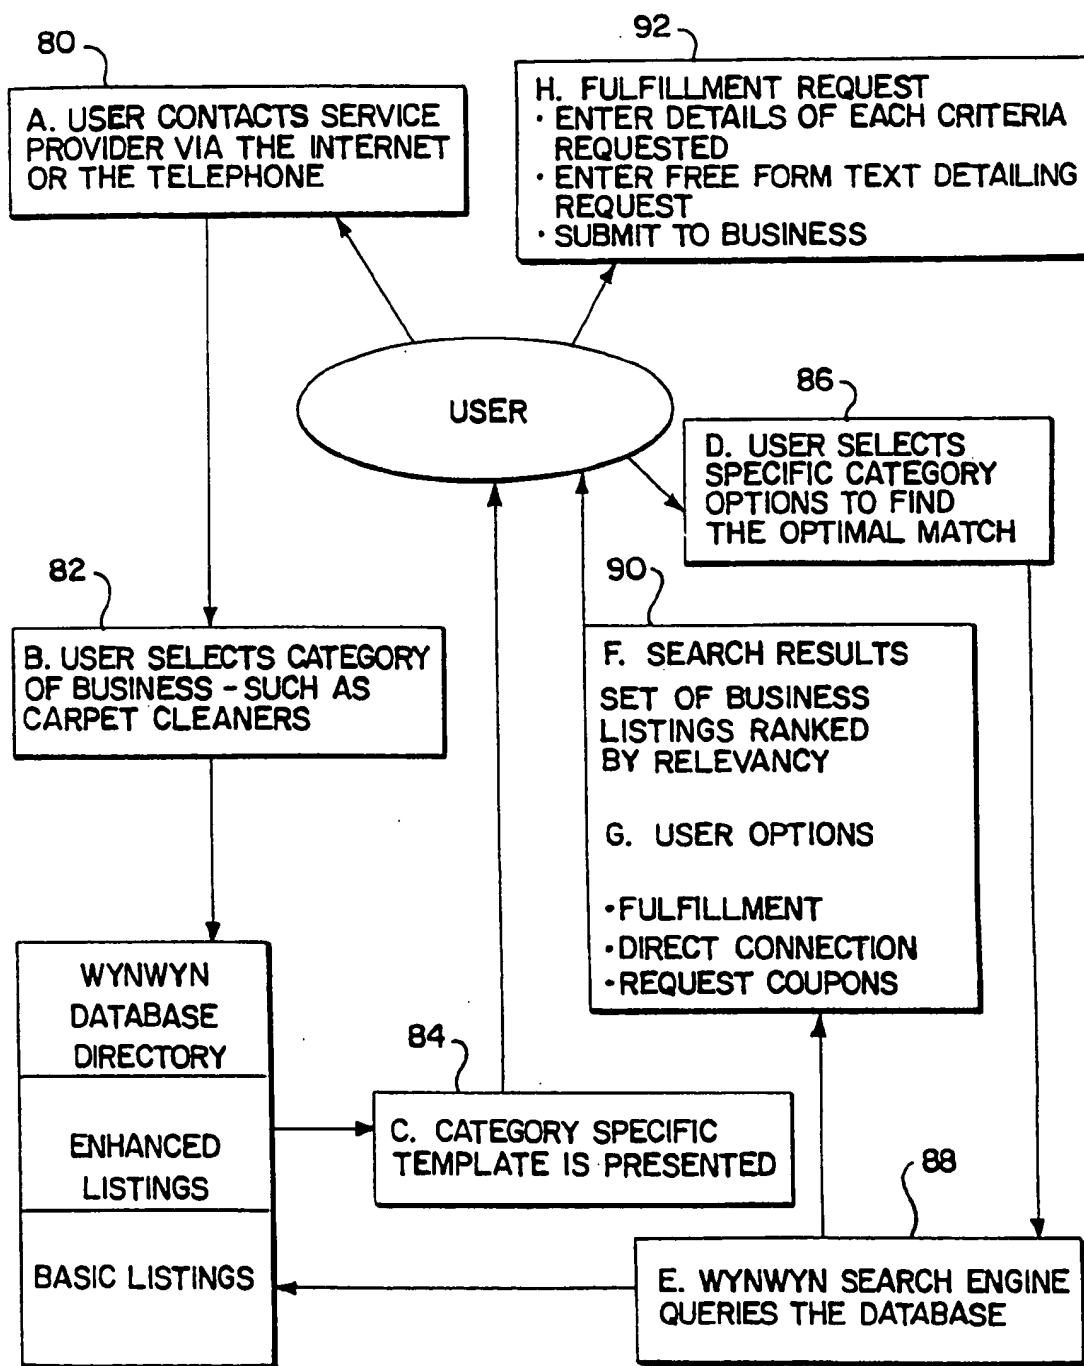 80
A. USER CONTACTS SERVICE
PROVIDER VIA THE INTERNET
OR THE TELEPHONE
92
H. FULFILLMENT REQUEST
• ENTER DETAILS OF EACH CRITERIA
REQUESTED
• ENTER FREE FORM TEXT DETAILING
REQUEST
• SUBMIT TO BUSINESS
USER
86
D. USER SELECTS
SPECIFIC CATEGORY
OPTIONS TO FIND
THE OPTIMAL MATCH
82
B. USER SELECTS CATEGORY
OF BUSINESS - SUCH AS
CARPET CLEANERS
90
F. SEARCH RESULTS
SET OF BUSINESS
LISTINGS RANKED
BY RELEVANCY
G. USER OPTIONS
• FULFILLMENT
• DIRECT CONNECTION
• REQUEST COUPONS
WYNWYN
DATABASE
DIRECTORY
ENHANCED
LISTINGS
BASIC LISTINGS
84
C. CATEGORY SPECIFIC
TEMPLATE IS PRESENTED
88
E. WYNWYN SEARCH ENGINE
QUERIES THE DATABASE